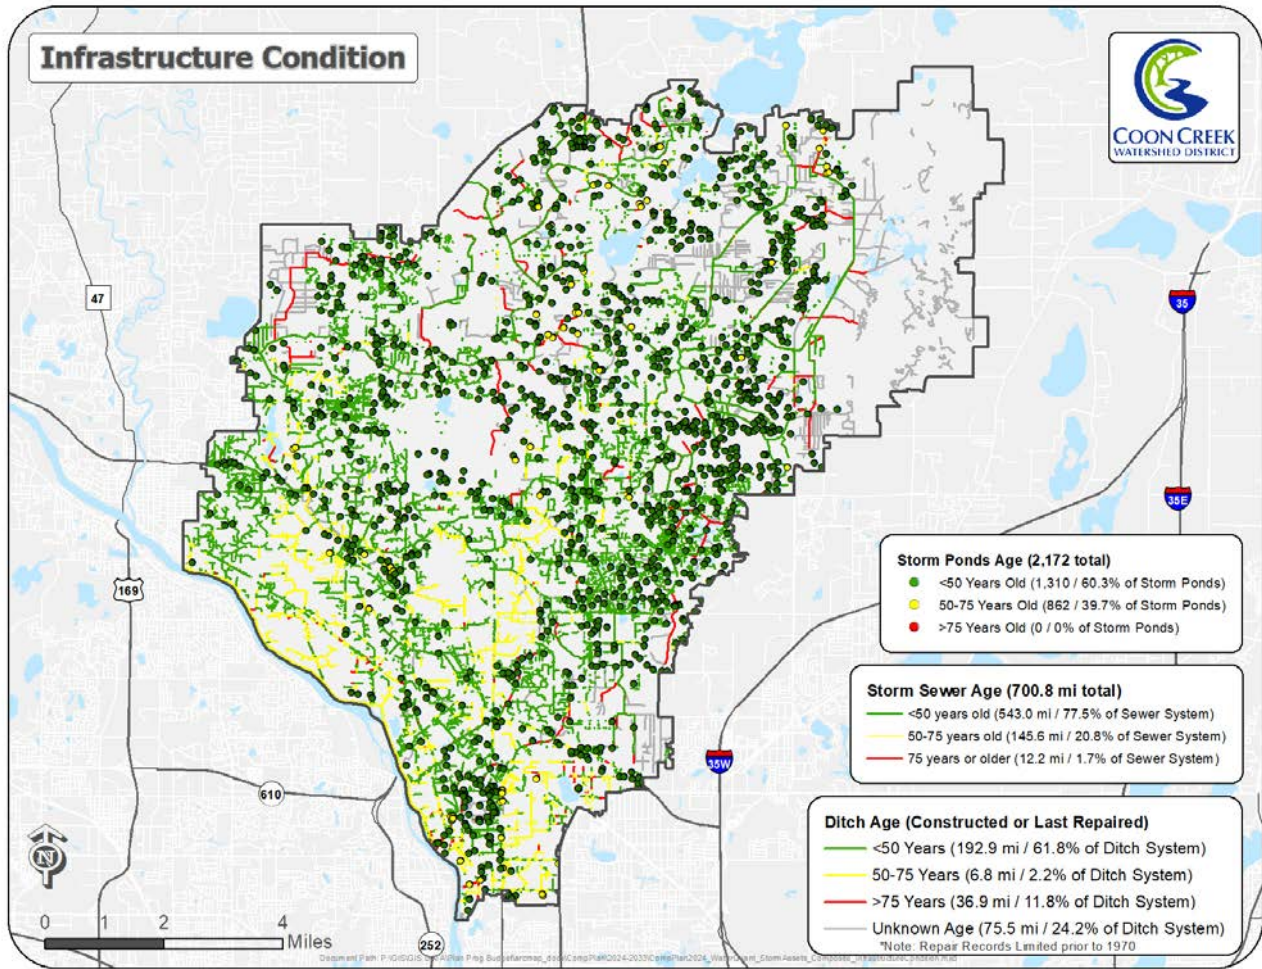 Infrastructure Condition
COON CREEK
WATERSHED DISTRICT
47
35
35E
169
Storm Ponds Age (2,172 total)
<50 Years Old (1,310 / 60.3% of Storm Ponds)
50-75 Years Old (862 / 39.7% of Storm Ponds)
>75 Years Old (0 / 0% of Storm Ponds)
Storm Sewer Age (700.8 mi total)
<50 years old (543.0 mi / 77.5% of Sewer System)
50-75 years old (145.6 mi / 20.8% of Sewer System)
75 years or older (12.2 mi / 1.7% of Sewer System)
35W
610
Ditch Age (Constructed or Last Repaired)
<50 Years (192.9 mi / 61.8% of Ditch System)
50-75 Years (6.8 mi / 2.2% of Ditch System)
>75 Years (36.9 mi / 11.8% of Ditch System)
Unknown Age (75.5 mi / 24.2% of Ditch System)
*Note: Repair Records Limited prior to 1970
N
0 1 2 4
Miles
252
Document Path: